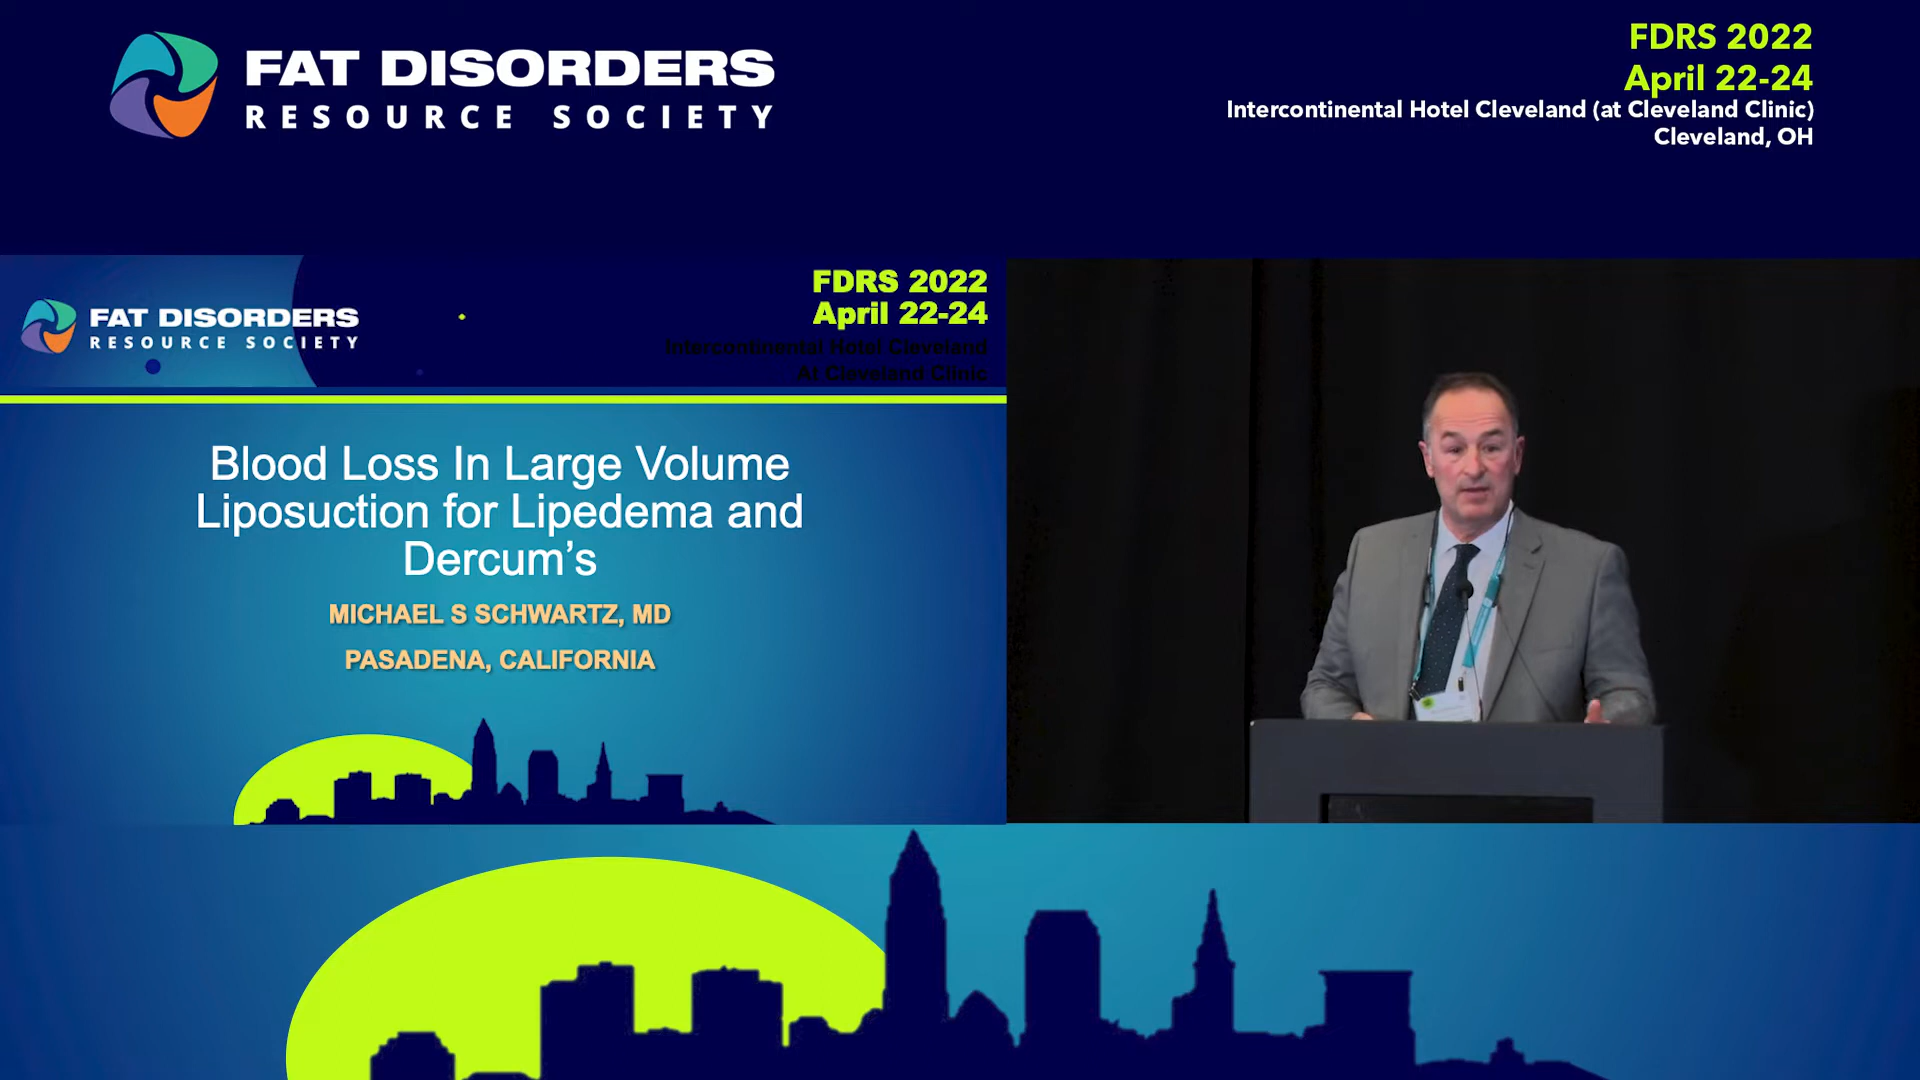 FAT DISORDERS
RESOURCE SOCIETY
FDRS 2022
April 22-24
Intercontinental Hotel Cleveland (at Cleveland Clinic)
Cleveland, OH
FAT DISORDERS
RESOURCE SOCIETY
FDRS 2022
April 22-24
Intercontinental Hotel Cleveland
At Cleveland Clinic
Blood Loss In Large Volume
Liposuction for Lipedema and
Dercum's
MICHAEL S SCHWARTZ, MD
PASADENA, CALIFORNIA